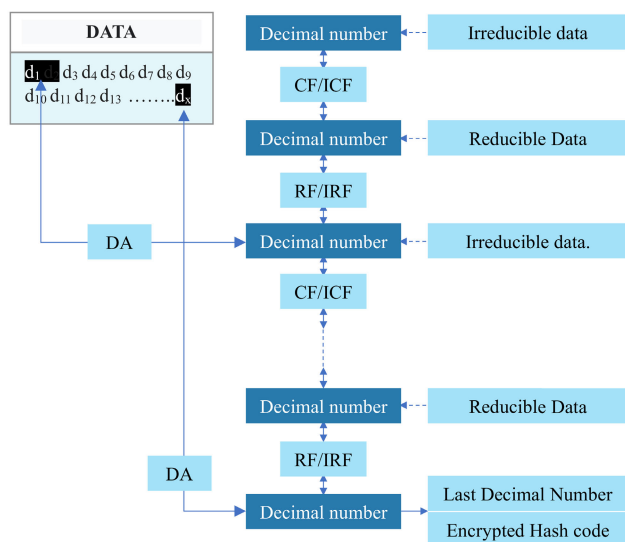 DATA
d₁ d₂ d₃ d₄ d₅ d₆ d₇ d₈ d₉
d₁₀ d₁₁ d₁₂ d₁₃ ........dₓ
Decimal number
Irreducible data
CF/ICF
Decimal number
Reducible Data
RF/IRF
DA
Decimal number
Irreducible data.
CF/ICF
Decimal number
Reducible Data
RF/IRF
DA
Decimal number
Last Decimal Number
Encrypted Hash code